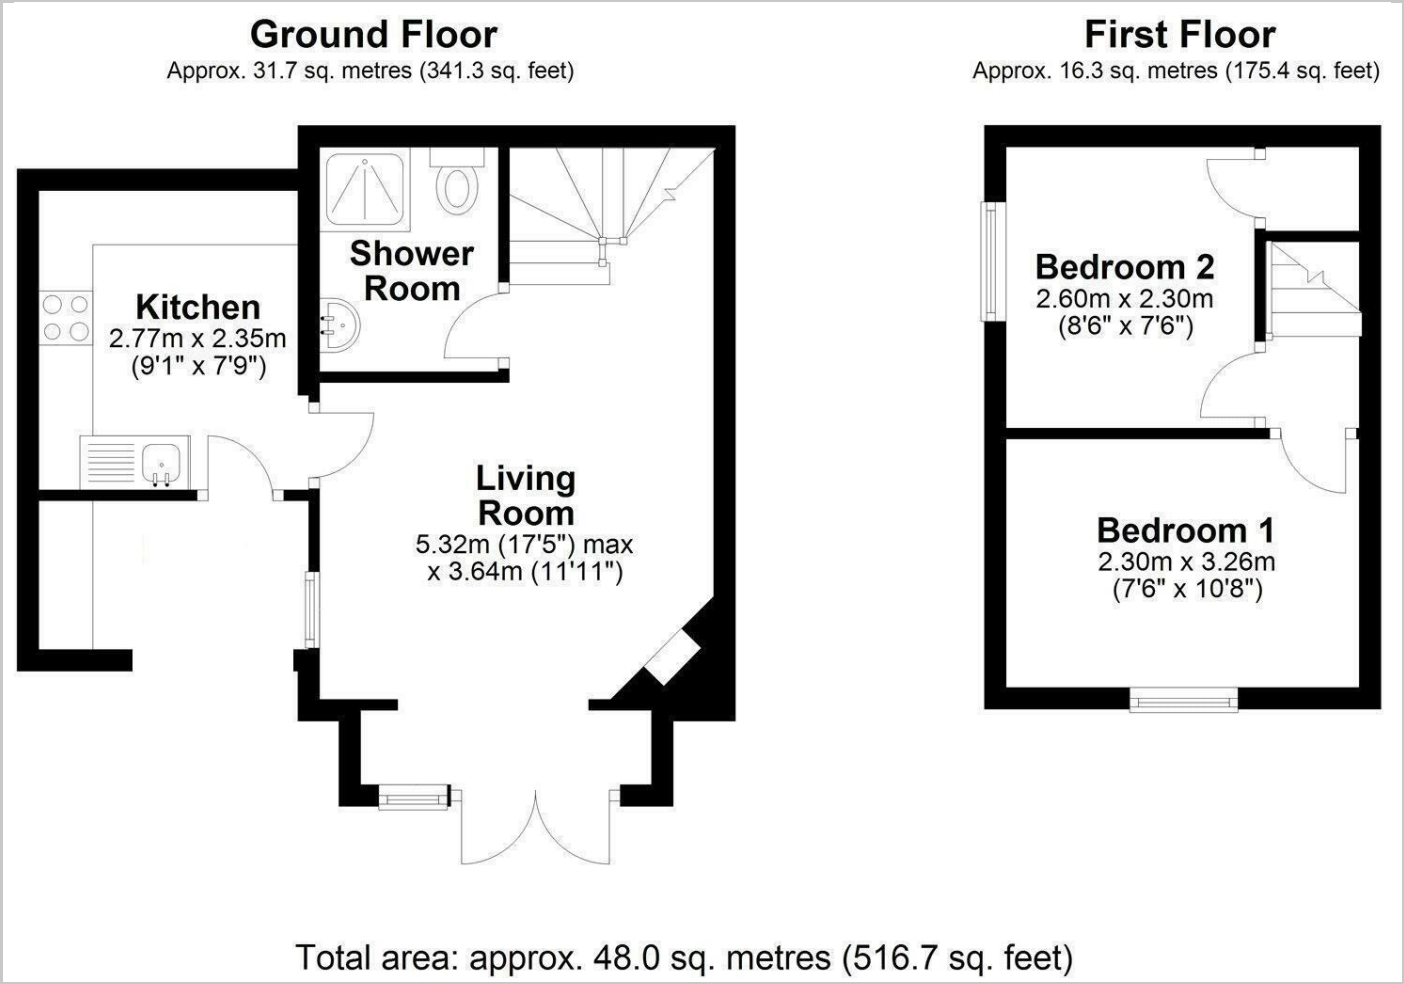 Ground Floor
Approx. 31.7 sq. metres (341.3 sq. feet)
First Floor
Approx. 16.3 sq. metres (175.4 sq. feet)
Shower
Room
Kitchen
2.77m x 2.35m
(9'1" x 7'9")
Living
Room
5.32m (17'5") max
x 3.64m (11'11")
Bedroom 2
2.60m x 2.30m
(8'6" x 7'6")
Bedroom 1
2.30m x 3.26m
(7'6" x 10'8")
Total area: approx. 48.0 sq. metres (516.7 sq. feet)